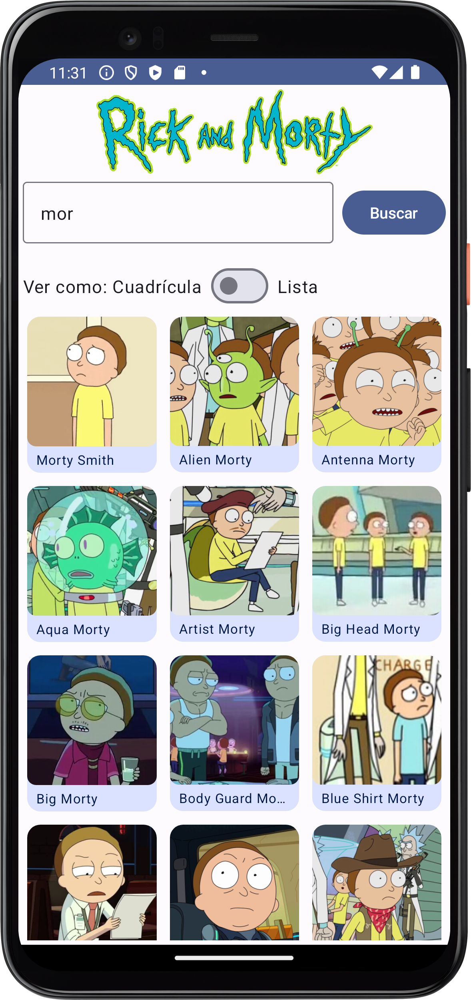 11:31
Rick and Morty
mor
Buscar
Ver como: Cuadrícula Lista
Morty Smith
Alien Morty
Antenna Morty
Aqua Morty
Artist Morty
Big Head Morty
CHARGE
Big Morty
Body Guard Mo...
Blue Shirt Morty